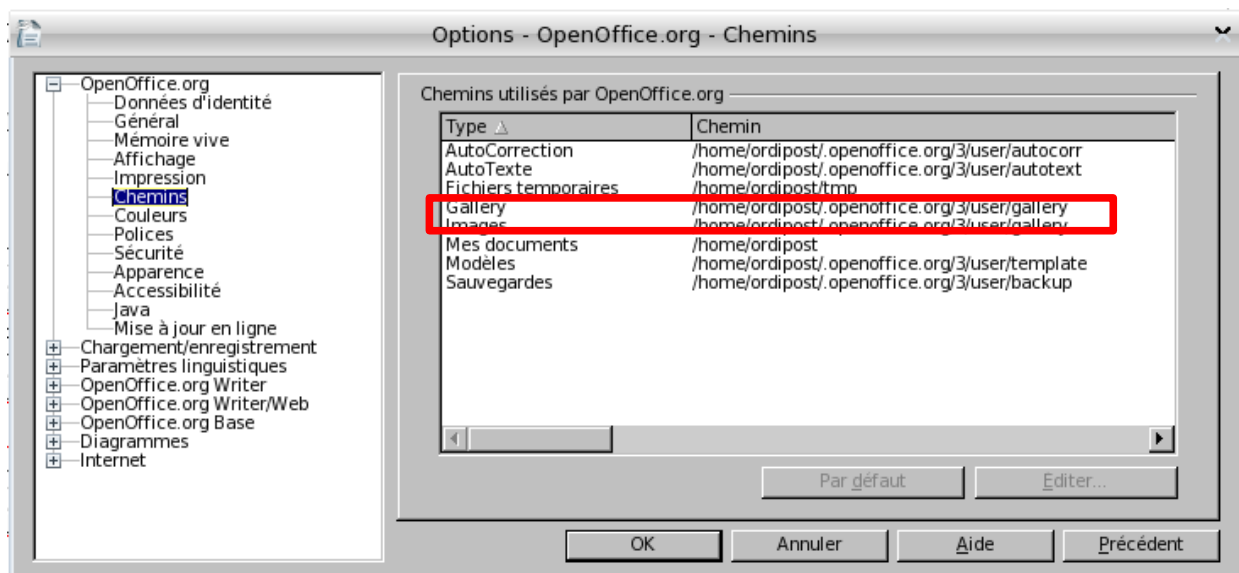 Options - OpenOffice.org - Chemins
OpenOffice.org
Données d'identité
Général
Mémoire vive
Affichage
Impression
Chemins
Couleurs
Polices
Sécurité
Apparence
Accessibilité
Java
Mise à jour en ligne
Chargement/enregistrement
Paramètres linguistiques
OpenOffice.org Writer
OpenOffice.org Writer/Web
OpenOffice.org Base
Diagrammes
Internet
Chemins utilisés par OpenOffice.org
Type Chemin
AutoCorrection /home/ordipost/.openoffice.org/3/user/autocorr
AutoTexte /home/ordipost/.openoffice.org/3/user/autotext
Fichiers temporaires /home/ordipost/tmp
Gallery /home/ordipost/.openoffice.org/3/user/gallery
Images /home/ordipost/.openoffice.org/3/user/gallery
Mes documents /home/ordipost
Modèles /home/ordipost/.openoffice.org/3/user/template
Sauvegardes /home/ordipost/.openoffice.org/3/user/backup
Par défaut Éditer...
OK Annuler Aide Précédent